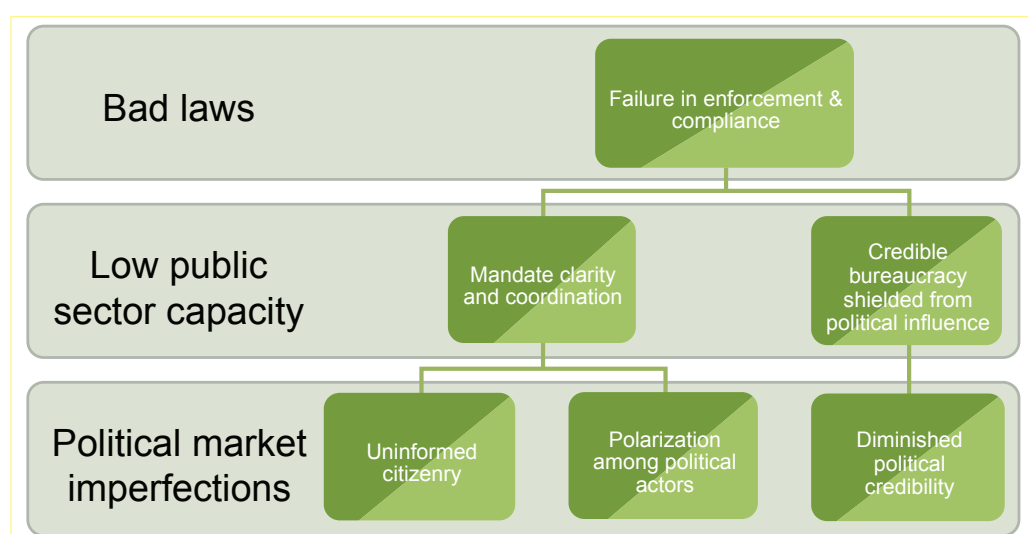 Bad laws
Failure in enforcement &
compliance
Low public
sector capacity
Mandate clarity
and coordination
Credible
bureaucracy
shielded from
political influence
Political market
imperfections
Uninformed
citizenry
Polarization
among political
actors
Diminished
political
credibility